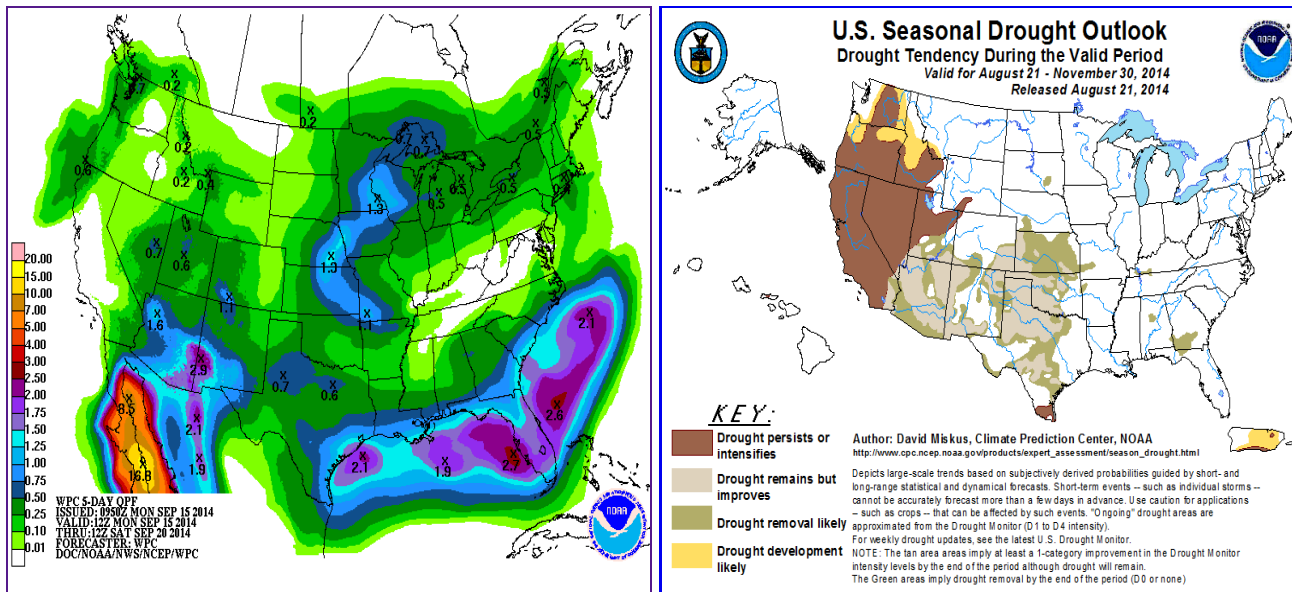 0.2
0.7
0.2
0.6
0.2
0.2
0.4
0.7
0.6
0.7
0.5
0.5
0.5
0.5
0.4
1.3
1.3
1.1
1.6
1.1
2.9
0.7
0.6
2.1
2.6
8.5
2.1
1.9
16.8
2.1
1.9
2.7
20.00
15.00
10.00
7.00
5.00
4.00
3.00
2.50
2.00
1.75
1.50
1.25
1.00
0.75
0.50
0.25
0.10
0.01
WPC 5-DAY QPF
ISSUED: 0950Z MON SEP 15 2014
VALID: 12Z MON SEP 15 2014
THRU: 12Z SAT SEP 20 2014
FORECASTER: WPC
DOC/NOAA/NWS/NCEP/WPC
NOAA
U.S. Seasonal Drought Outlook
Drought Tendency During the Valid Period
Valid for August 21 - November 30, 2014
Released August 21, 2014
NOAA
KEY:
Drought persists or
intensifies
Drought remains but
improves
Drought removal likely
Drought development
likely
Author: David Miskus, Climate Prediction Center, NOAA
http://www.cpc.ncep.noaa.gov/products/expert_assessment/season_drought.html
Depicts large-scale trends based on subjectively derived probabilities guided by short- and
long-range statistical and dynamical forecasts. Short-term events -- such as individual storms --
cannot be accurately forecast more than a few days in advance. Use caution for applications
-- such as crops -- that can be affected by such events. "Ongoing" drought areas are
approximated from the Drought Monitor (D1 to D4 intensity).
For weekly drought updates, see the latest U.S. Drought Monitor.
NOTE: The tan area areas imply at least a 1-category improvement in the Drought Monitor
intensity levels by the end of the period although drought will remain.
The Green areas imply drought removal by the end of the period (D0 or none)